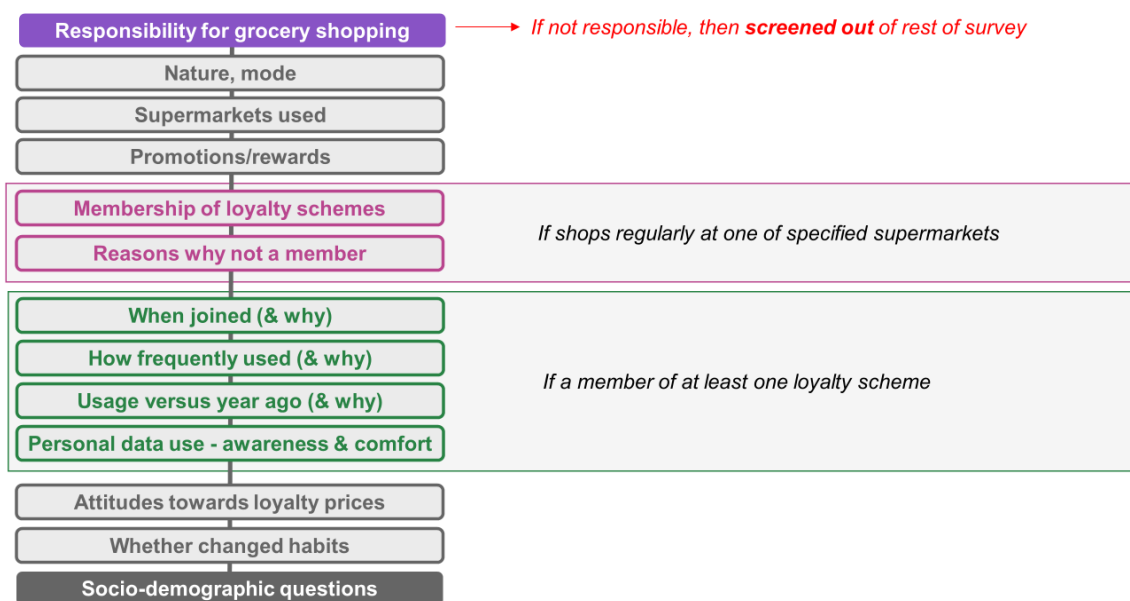 Responsibility for grocery shopping
If not responsible, then screened out of rest of survey
Nature, mode
Supermarkets used
Promotions/rewards
Membership of loyalty schemes
Reasons why not a member
If shops regularly at one of specified supermarkets
When joined (& why)
How frequently used (& why)
Usage versus year ago (& why)
Personal data use - awareness & comfort
If a member of at least one loyalty scheme
Attitudes towards loyalty prices
Whether changed habits
Socio-demographic questions